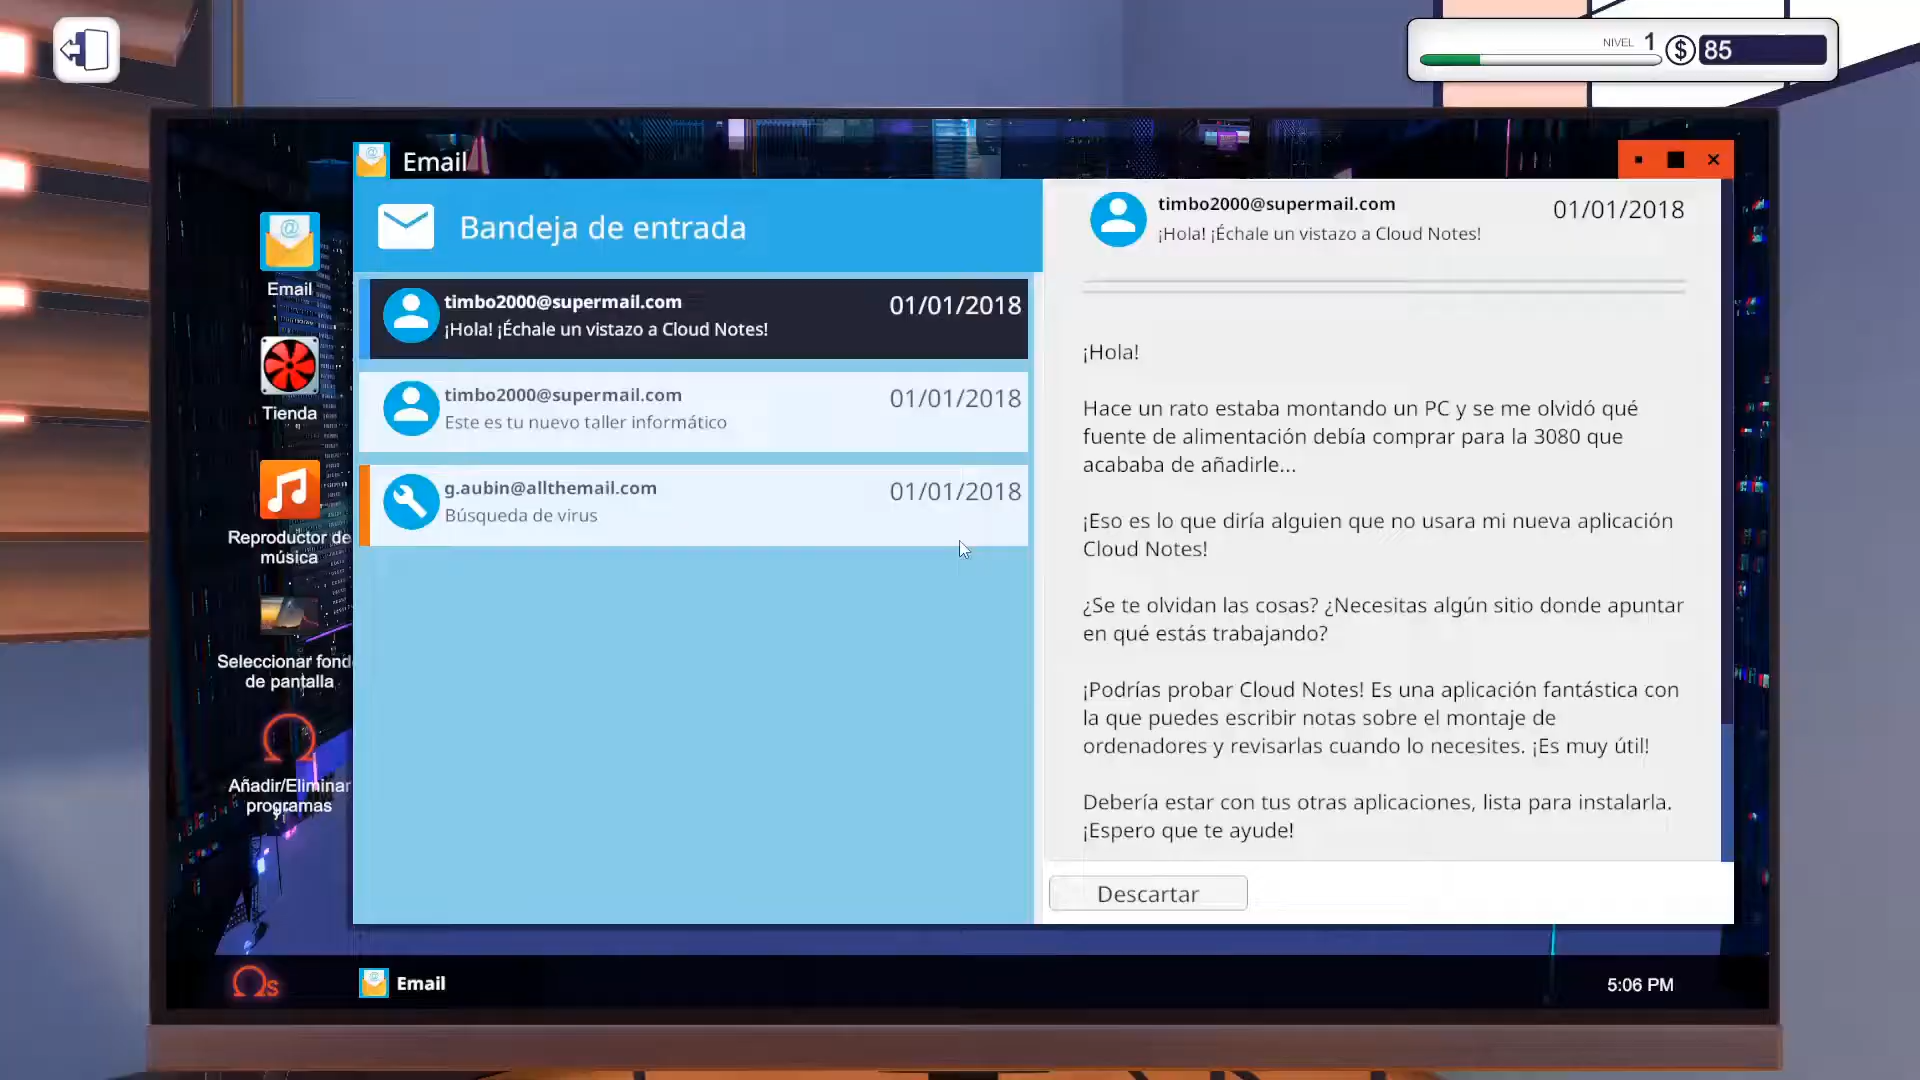 NIVEL 1
$ 85
Email
Bandeja de entrada
timbo2000@supermail.com
01/01/2018
¡Hola! ¡Échale un vistazo a Cloud Notes!
timbo2000@supermail.com
01/01/2018
Este es tu nuevo taller informático
g.aubin@allthemail.com
01/01/2018
Búsqueda de virus
timbo2000@supermail.com
01/01/2018
¡Hola! ¡Échale un vistazo a Cloud Notes!
¡Hola!
Hace un rato estaba montando un PC y se me olvidó qué
fuente de alimentación debía comprar para la 3080 que
acababa de añadirle...
¡Eso es lo que diría alguien que no usara mi nueva aplicación
Cloud Notes!
¿Se te olvidan las cosas? ¿Necesitas algún sitio donde apuntar
en qué estás trabajando?
¡Podrías probar Cloud Notes! Es una aplicación fantástica con
la que puedes escribir notas sobre el montaje de
ordenadores y revisarlas cuando lo necesites. ¡Es muy útil!
Debería estar con tus otras aplicaciones, lista para instalarla.
¡Espero que te ayude!
Descartar
Email
Tienda
Reproductor de
música
Seleccionar fond
de pantalla
Añadir/Eliminar
programas
Ωs
Email
5:06 PM